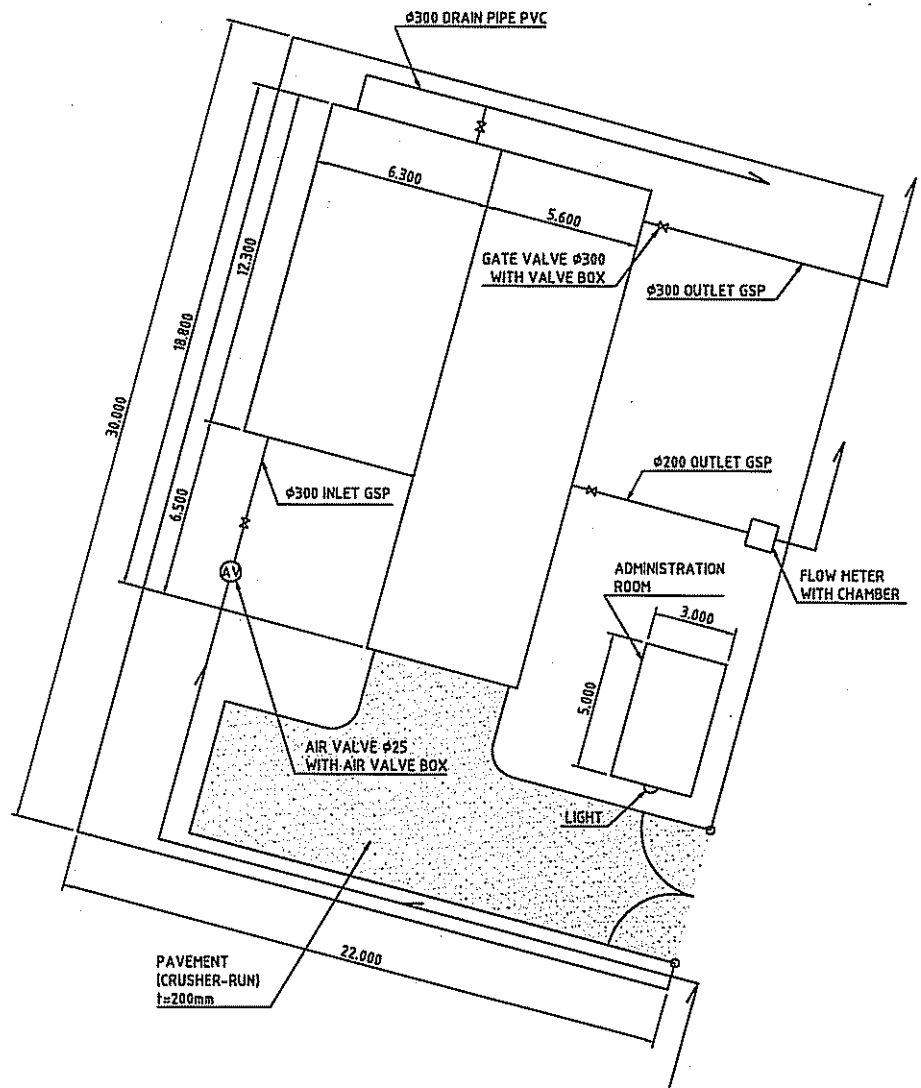 φ300 DRAIN PIPE PVC
6.300
5.600
12.300
18.800
30.000
6.500
GATE VALVE φ300
WITH VALVE BOX
φ300 OUTLET GSP
φ300 INLET GSP
φ200 OUTLET GSP
AV
ADMINISTRATION
ROOM
FLOW METER
WITH CHAMBER
3.000
5.000
AIR VALVE φ25
WITH AIR VALVE BOX
LIGHT
PAVEMENT
(CRUSHER-RUN)
t=200mm
22.000